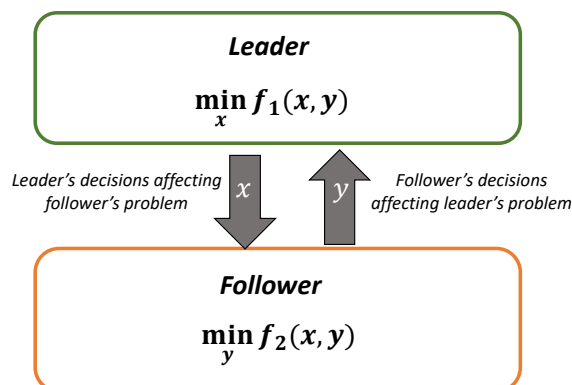 Leader
min f₁(x, y)
x
Leader's decisions affecting
follower's problem
x
y
Follower's decisions
affecting leader's problem
Follower
min f₂(x, y)
y